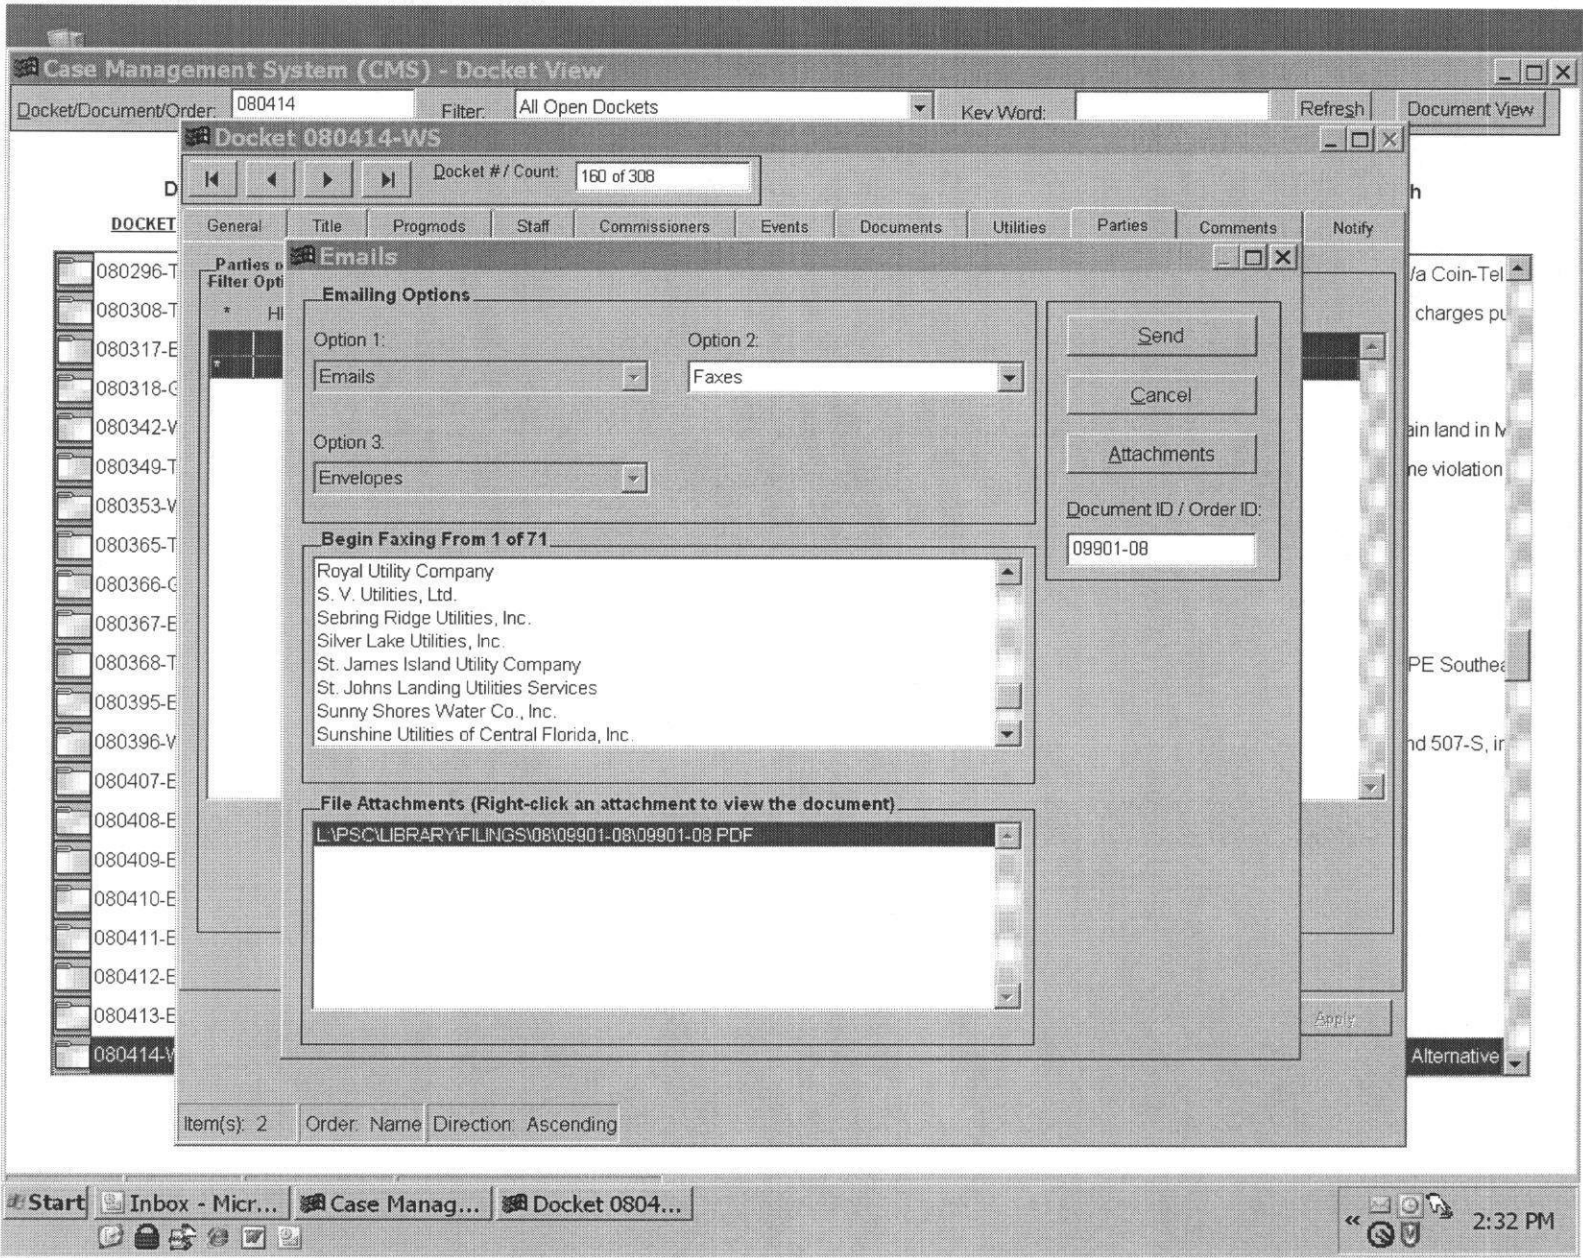 Case Management System (CMS) - Docket View
Docket/Document/Order: 080414 Filter: All Open Dockets Key Word: Refresh Document View
Docket 080414-WS
Docket # / Count: 160 of 308
D h
DOCKET General Title Progmods Staff Commissioners Events Documents Utilities Parties Comments Notify
Parties o
Filter Opti
* HI
*
Emails
Emailing Options
Option 1: Option 2:
Emails Faxes
Option 3:
Envelopes
Send
Cancel
Attachments
Document ID / Order ID:
09901-08
Begin Faxing From 1 of 71
Royal Utility Company
S. V. Utilities, Ltd.
Sebring Ridge Utilities, Inc.
Silver Lake Utilities, Inc.
St. James Island Utility Company
St. Johns Landing Utilities Services
Sunny Shores Water Co., Inc.
Sunshine Utilities of Central Florida, Inc.
File Attachments (Right-click an attachment to view the document)
L:\PSC\LIBRARY\FILINGS\08\09901-08\09901-08.PDF
080296-T
080308-T
080317-E
080318-G
080342-W
080349-T
080353-W
080365-T
080366-G
080367-E
080368-T
080395-E
080396-W
080407-E
080408-E
080409-E
080410-E
080411-E
080412-E
080413-E
080414-W
/a Coin-Tel
charges pu
ain land in M
ne violation
PE Southea
nd 507-S, in
Alternative
Apply
Item(s): 2 Order: Name Direction: Ascending
Start Inbox - Micr... Case Manag... Docket 0804... « 2:32 PM